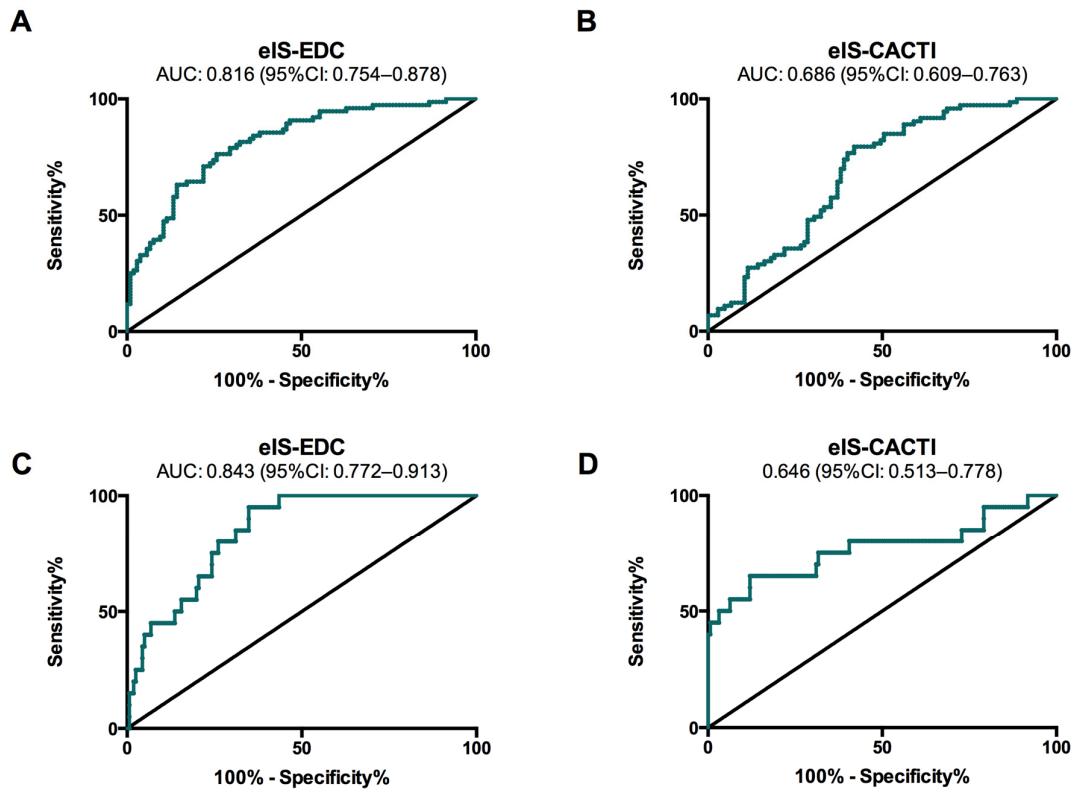 A
eIS-EDC
AUC: 0.816 (95%CI: 0.754–0.878)
Sensitivity%
100
50
0
0 50 100
100% - Specificity%
B
eIS-CACTI
AUC: 0.686 (95%CI: 0.609–0.763)
Sensitivity%
100
50
0
0 50 100
100% - Specificity%
C
eIS-EDC
AUC: 0.843 (95%CI: 0.772–0.913)
Sensitivity%
100
50
0
0 50 100
100% - Specificity%
D
eIS-CACTI
0.646 (95%CI: 0.513–0.778)
Sensitivity%
100
50
0
0 50 100
100% - Specificity%